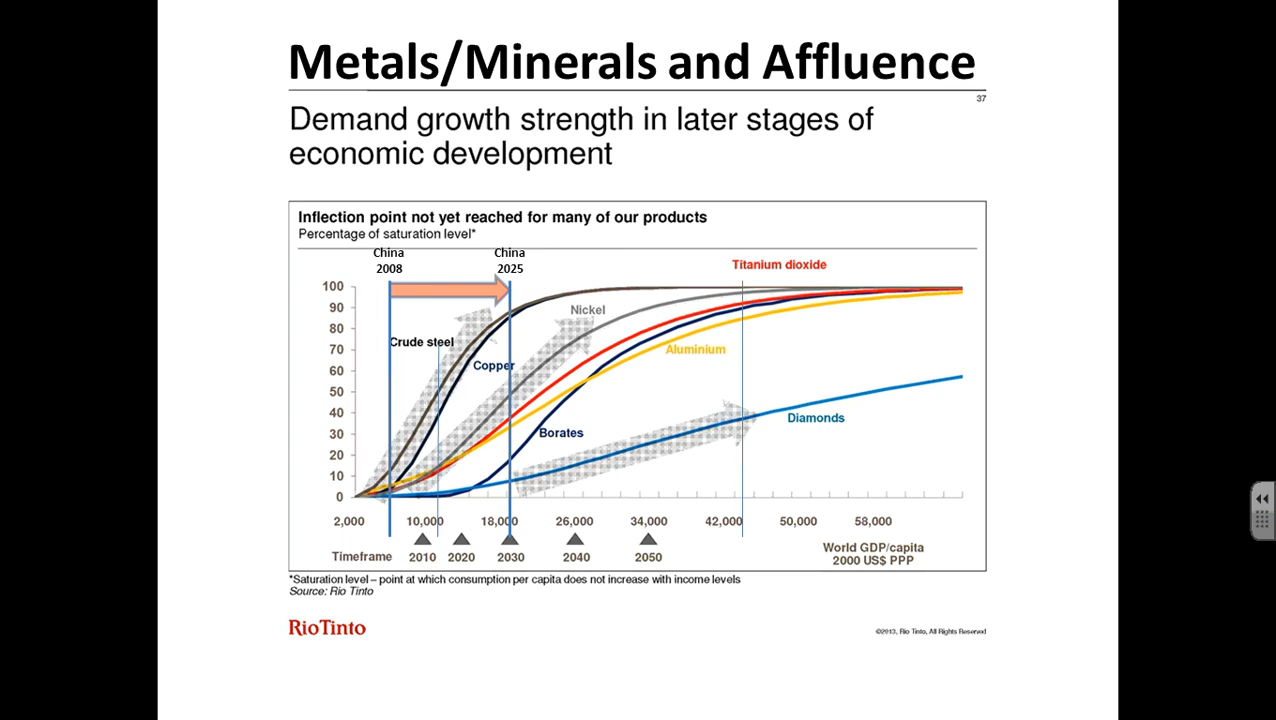 Metals/Minerals and Affluence
37
Demand growth strength in later stages of
economic development
Inflection point not yet reached for many of our products
Percentage of saturation level*
China
2008
China
2025
Titanium dioxide
100
90
80
70
60
50
40
30
20
10
0
Nickel
Crude steel
Aluminium
Copper
Diamonds
Borates
2,000 10,000 18,000 26,000 34,000 42,000 50,000 58,000
Timeframe 2010 2020 2030 2040 2050
World GDP/capita
2000 US$ PPP
*Saturation level – point at which consumption per capita does not increase with income levels
Source: Rio Tinto
RioTinto
©2013, Rio Tinto, All Rights Reserved